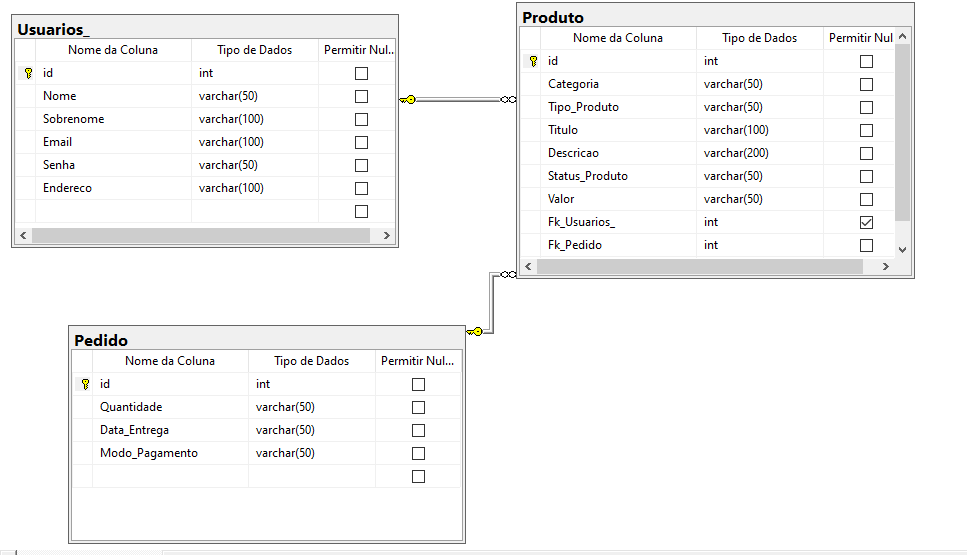 Usuarios_
Nome da Coluna Tipo de Dados Permitir Nul...
id int
Nome varchar(50)
Sobrenome varchar(100)
Email varchar(100)
Senha varchar(50)
Endereco varchar(100)
Produto
Nome da Coluna Tipo de Dados Permitir Nul
id int
Categoria varchar(50)
Tipo_Produto varchar(50)
Titulo varchar(100)
Descricao varchar(200)
Status_Produto varchar(50)
Valor varchar(50)
Fk_Usuarios_ int
Fk_Pedido int
Pedido
Nome da Coluna Tipo de Dados Permitir Nul...
id int
Quantidade varchar(50)
Data_Entrega varchar(50)
Modo_Pagamento varchar(50)